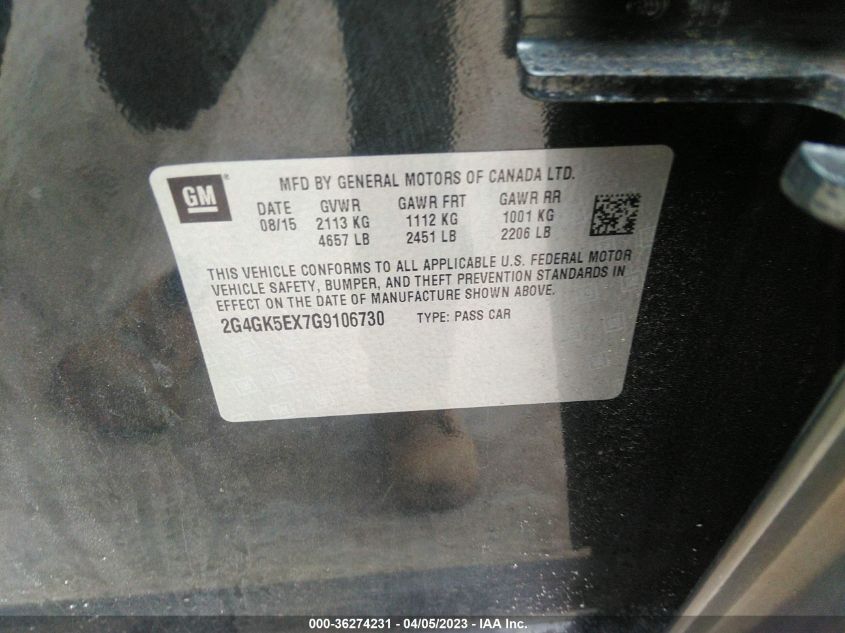 GM
MFD BY GENERAL MOTORS OF CANADA LTD.
DATE GVWR GAWR FRT GAWR RR
08/15 2113 KG 1112 KG 1001 KG
4657 LB 2451 LB 2206 LB
THIS VEHICLE CONFORMS TO ALL APPLICABLE U.S. FEDERAL MOTOR
VEHICLE SAFETY, BUMPER, AND THEFT PREVENTION STANDARDS IN
EFFECT ON THE DATE OF MANUFACTURE SHOWN ABOVE.
2G4GK5EX7G9106730 TYPE: PASS CAR
000-36274231 - 04/05/2023 - IAA Inc.